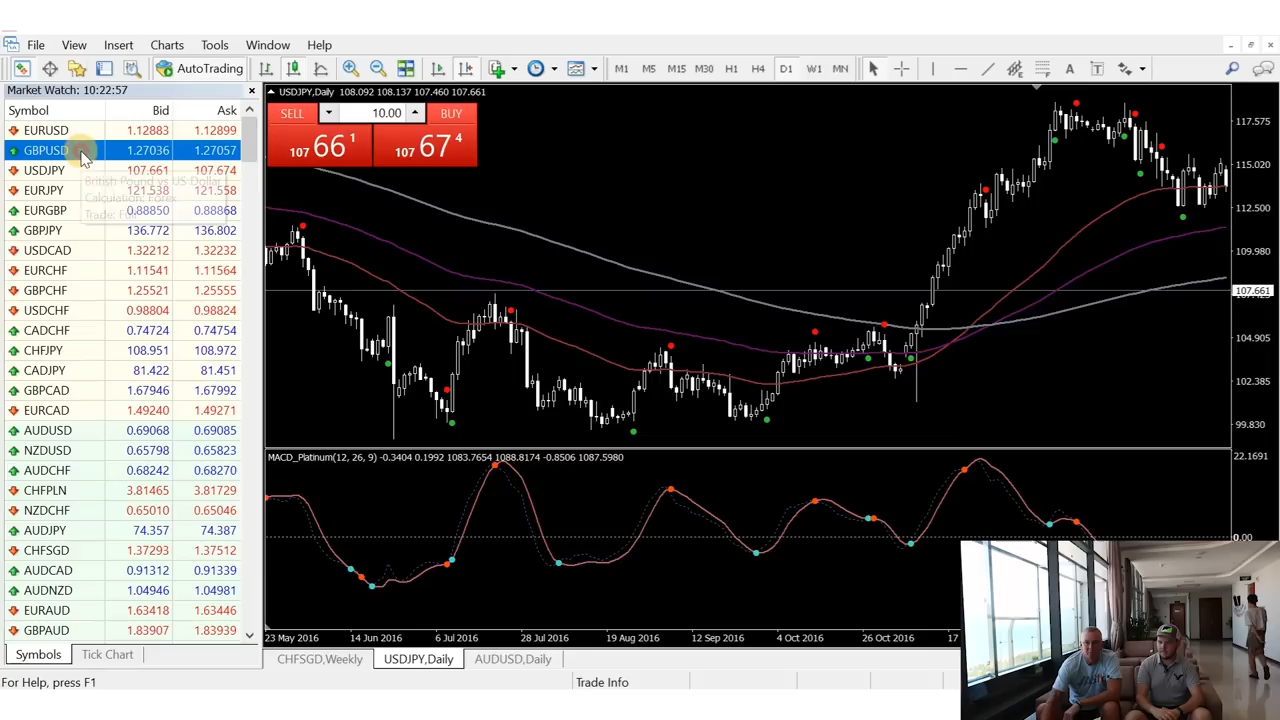 File View Insert Charts Tools Window Help
AutoTrading M1 M5 M15 M30 H1 H4 D1 W1 MN A T
Market Watch: 10:22:57
Symbol Bid Ask
EURUSD 1.12883 1.12899
GBPUSD 1.27036 1.27057
USDJPY 107.661 107.674
EURJPY 121.538 121.558
EURGBP 0.88850 0.88868
GBPJPY 136.772 136.802
USDCAD 1.32212 1.32232
EURCHF 1.11541 1.11564
GBPCHF 1.25521 1.25555
USDCHF 0.98804 0.98824
CADCHF 0.74724 0.74754
CHFJPY 108.951 108.972
CADJPY 81.422 81.451
GBPCAD 1.67946 1.67992
EURCAD 1.49240 1.49271
AUDUSD 0.69068 0.69085
NZDUSD 0.65798 0.65823
AUDCHF 0.68242 0.68270
CHFPLN 3.81465 3.81729
NZDCHF 0.65010 0.65046
AUDJPY 74.357 74.387
CHFSGD 1.37293 1.37512
AUDCAD 0.91312 0.91339
AUDNZD 1.04946 1.04981
EURAUD 1.63418 1.63446
GBPAUD 1.83907 1.83939
British Pound vs US Dollar
Calculation: Forex
Trade: Full
Symbols Tick Chart
USDJPY,Daily 108.092 108.137 107.460 107.661
SELL 10.00 BUY
107 66 1 107 67 4
117.575
115.020
112.500
109.980
107.661
104.905
102.385
99.830
MACD_Platinum(12, 26, 9) -0.3404 0.1992 1083.7654 1088.8174 -0.8506 1087.5980
22.1691
0.00
23 May 2016 14 Jun 2016 6 Jul 2016 28 Jul 2016 19 Aug 2016 12 Sep 2016 4 Oct 2016 26 Oct 2016 17
CHFSGD,Weekly USDJPY,Daily AUDUSD,Daily
For Help, press F1 Trade Info